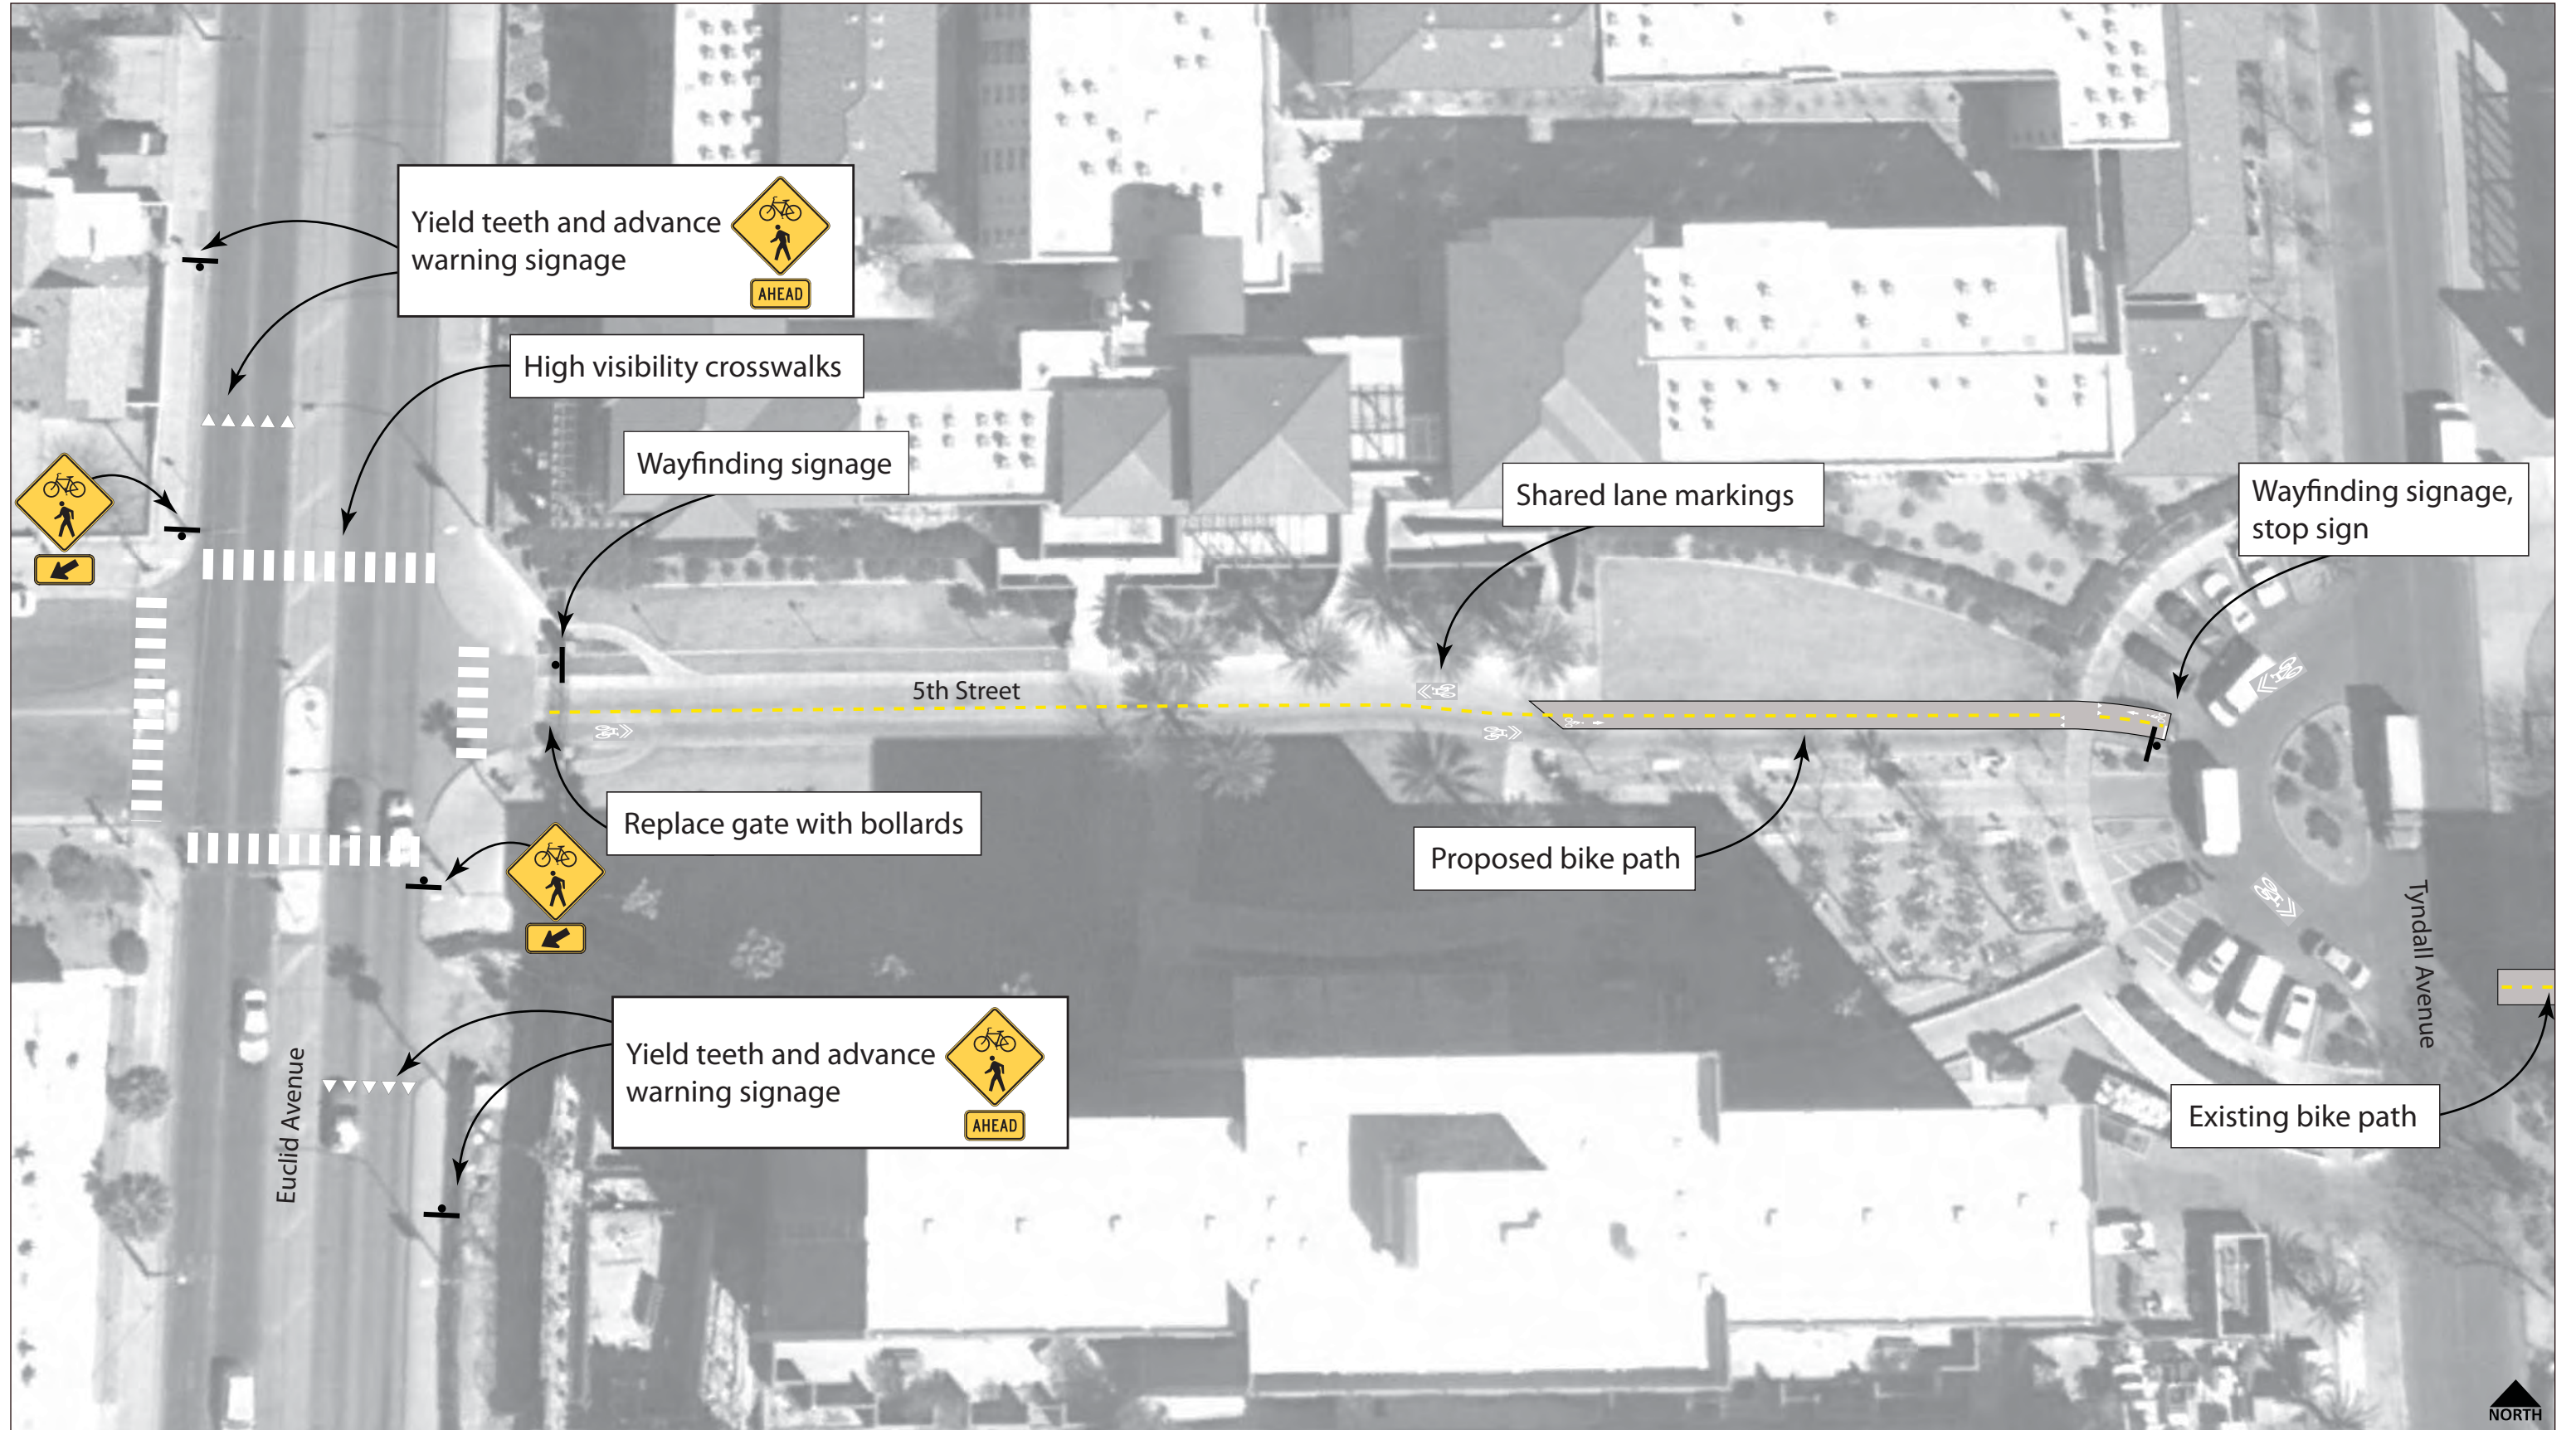 Yield teeth and advance
warning signage
AHEAD
High visibility crosswalks
Wayfinding signage
Shared lane markings
Wayfinding signage,
stop sign
5th Street
Replace gate with bollards
Proposed bike path
Tyndall Avenue
Yield teeth and advance
warning signage
AHEAD
Euclid Avenue
Existing bike path
NORTH